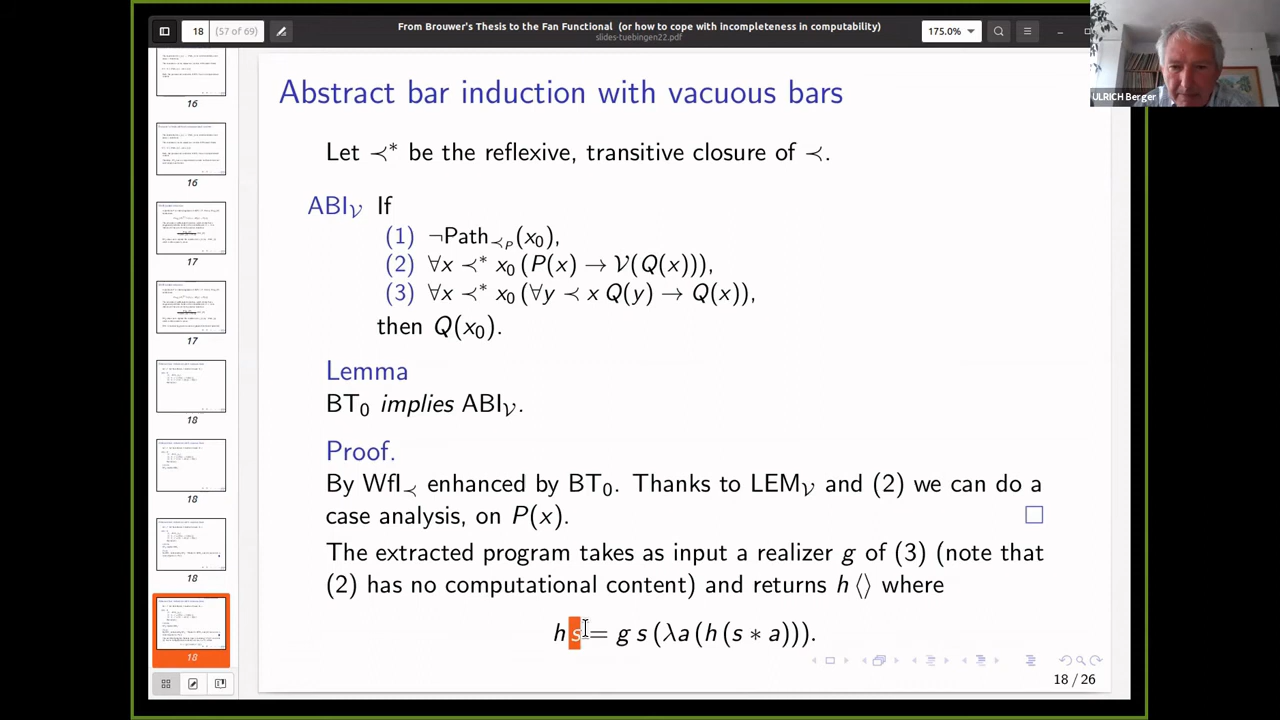 18 (57 of 69)
From Brouwer's Thesis to the Fan Functional (or how to cope with incompleteness in computability)
slides-tuebingen22.pdf
175.0%
ULRICH Berger
16
16
17
17
18
18
18
18
Abstract bar induction with vacuous bars
Let ≺* be the reflexive, transitive closure of ≺.
ABI𝒱 If
(1) ¬Path≺P(x₀),
(2) ∀x ≺* x₀ (P(x) → 𝒱(Q(x))),
(3) ∀x ≺* x₀ (∀y ≺ x Q(y) → Q(x)),
then Q(x₀).
Lemma
BT₀ implies ABI𝒱.
Proof.
By WfI≺ enhanced by BT₀. Thanks to LEM𝒱 and (2) we can do a
case analysis, on P(x). □
The extracted program takes as input a realizer g of (3) (note that
(2) has no computational content) and returns h ⟨⟩ where
h s = g s (λa (h (s ∗ a))).
18 / 26